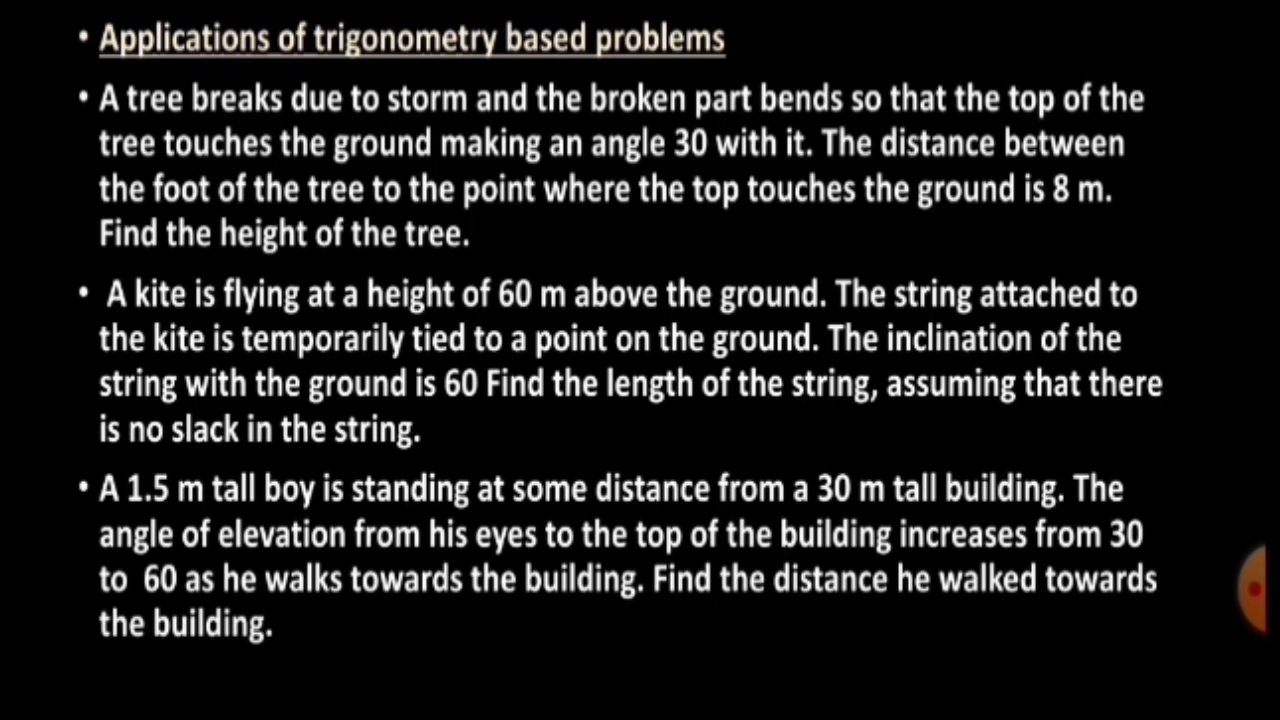 • Applications of trigonometry based problems
• A tree breaks due to storm and the broken part bends so that the top of the
tree touches the ground making an angle 30 with it. The distance between
the foot of the tree to the point where the top touches the ground is 8 m.
Find the height of the tree.
• A kite is flying at a height of 60 m above the ground. The string attached to
the kite is temporarily tied to a point on the ground. The inclination of the
string with the ground is 60 Find the length of the string, assuming that there
is no slack in the string.
• A 1.5 m tall boy is standing at some distance from a 30 m tall building. The
angle of elevation from his eyes to the top of the building increases from 30
to 60 as he walks towards the building. Find the distance he walked towards
the building.